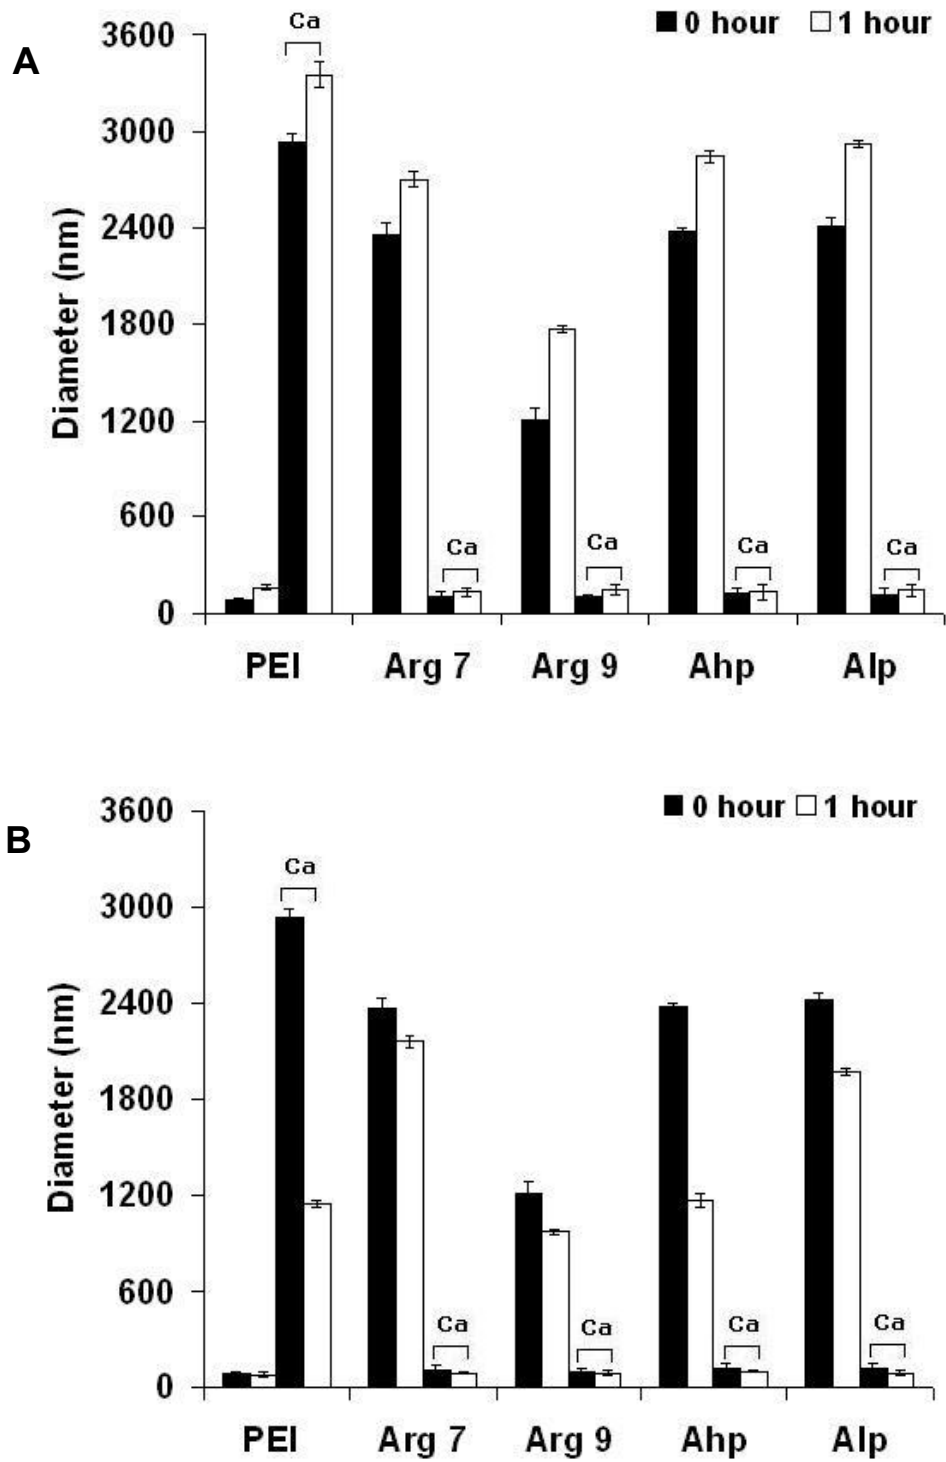 A
0 hour 1 hour
Ca
3600
3000
2400
1800
1200
600
0
Diameter (nm)
Ca
Ca
Ca
Ca
PEI Arg 7 Arg 9 Ahp Alp
B
0 hour 1 hour
Ca
3600
3000
2400
1800
1200
600
0
Diameter (nm)
Ca
Ca
Ca
Ca
PEI Arg 7 Arg 9 Ahp Alp